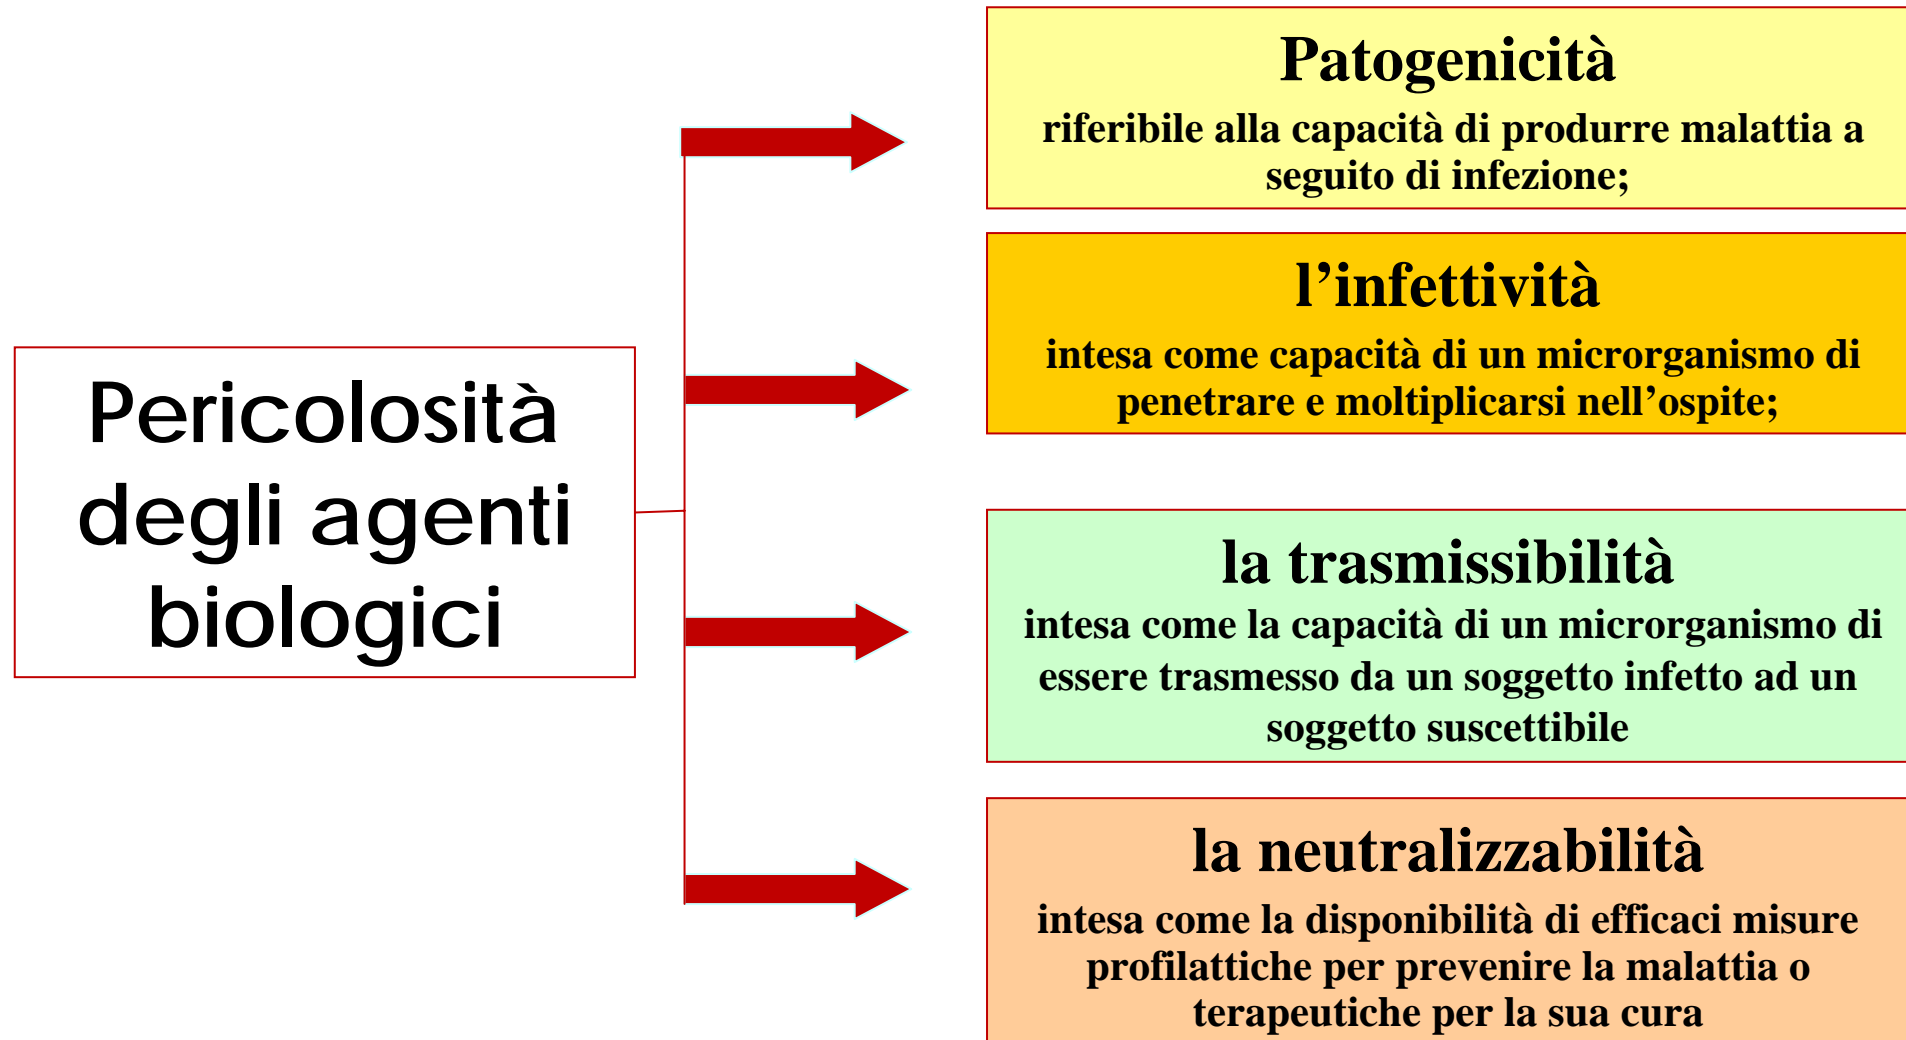 Pericolosità
degli agenti
biologici
Patogenicità
riferibile alla capacità di produrre malattia a
seguito di infezione;
l’infettività
intesa come capacità di un microrganismo di
penetrare e moltiplicarsi nell’ospite;
la trasmissibilità
intesa come la capacità di un microrganismo di
essere trasmesso da un soggetto infetto ad un
soggetto suscettibile
la neutralizzabilità
intesa come la disponibilità di efficaci misure
profilattiche per prevenire la malattia o
terapeutiche per la sua cura